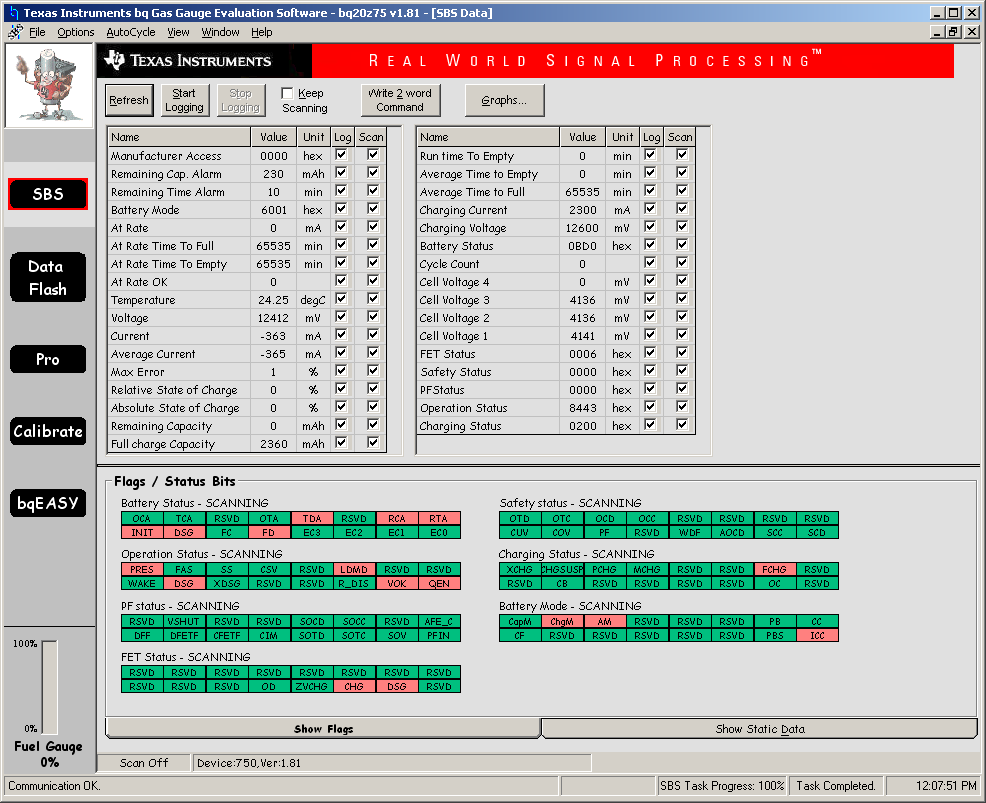 Texas Instruments bq Gas Gauge Evaluation Software - bq20z75 v1.81 - [SBS Data]
File Options AutoCycle View Window Help
TEXAS INSTRUMENTS REAL WORLD SIGNAL PROCESSING™
Refresh
Start Logging
Stop Logging
Keep Scanning
Write 2 word Command
Graphs...
SBS
Data Flash
Pro
Calibrate
bqEASY
100%
0%
Fuel Gauge
0%
Name Value Unit Log Scan
Manufacturer Access 0000 hex
Remaining Cap. Alarm 230 mAh
Remaining Time Alarm 10 min
Battery Mode 6001 hex
At Rate 0 mA
At Rate Time To Full 65535 min
At Rate Time To Empty 65535 min
At Rate OK 0
Temperature 24.25 degC
Voltage 12412 mV
Current -363 mA
Average Current -365 mA
Max Error 1 %
Relative State of Charge 0 %
Absolute State of Charge 0 %
Remaining Capacity 0 mAh
Full charge Capacity 2360 mAh
Name Value Unit Log Scan
Run time To Empty 0 min
Average Time to Empty 0 min
Average Time to Full 65535 min
Charging Current 2300 mA
Charging Voltage 12600 mV
Battery Status 0BD0 hex
Cycle Count 0
Cell Voltage 4 0 mV
Cell Voltage 3 4136 mV
Cell Voltage 2 4136 mV
Cell Voltage 1 4141 mV
FET Status 0006 hex
Safety Status 0000 hex
PFStatus 0000 hex
Operation Status 8443 hex
Charging Status 0200 hex
Flags / Status Bits
Battery Status - SCANNING
OCA TCA RSVD OTA TDA RSVD RCA RTA
INIT DSG FC FD EC3 EC2 EC1 EC0
Operation Status - SCANNING
PRES FAS SS CSV RSVD LDMD RSVD RSVD
WAKE DSG XDSG RSVD RSVD R_DIS VOK QEN
PF status - SCANNING
RSVD VSHUT RSVD RSVD SOCD SOCC RSVD AFE_C
DFF DFETF CFETF CIM SOTD SOTC SOV PFIN
FET Status - SCANNING
RSVD RSVD RSVD RSVD RSVD RSVD RSVD RSVD
RSVD RSVD RSVD OD ZVCHG CHG DSG RSVD
Safety status - SCANNING
OTD OTC OCD OCC RSVD RSVD RSVD RSVD
CUV COV PF RSVD WDF AOCD SCC SCD
Charging Status - SCANNING
XCHG CHGSUSP PCHG MCHG RSVD RSVD FCHG RSVD
RSVD CB RSVD RSVD RSVD RSVD OC RSVD
Battery Mode - SCANNING
CapM ChgM AM RSVD RSVD RSVD PB CC
CF RSVD RSVD RSVD RSVD RSVD PBS ICC
Show Flags
Show Static Data
Scan Off Device:750,Ver:1.81
Communication OK. SBS Task Progress: 100% Task Completed. 12:07:51 PM